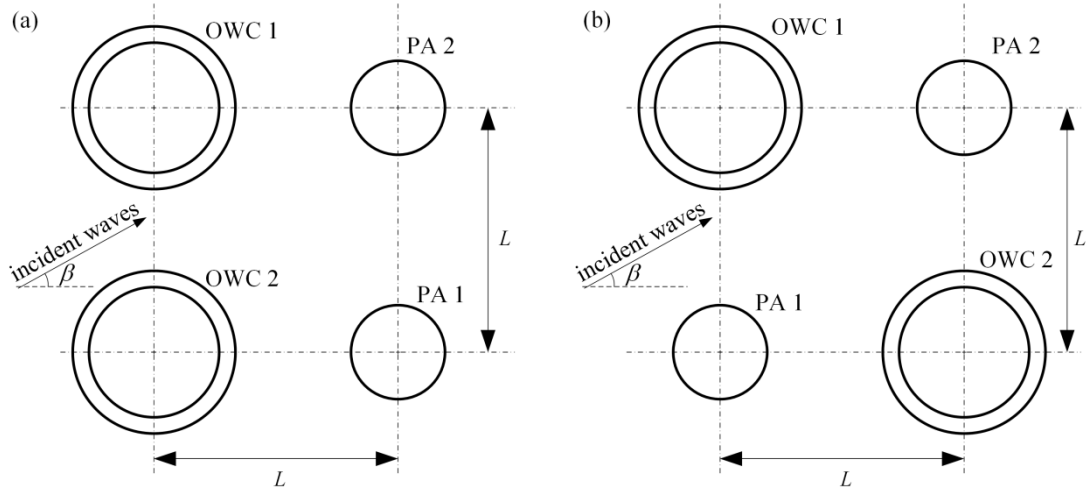 (a)
OWC 1
PA 2
incident waves
β
L
OWC 2
PA 1
L
(b)
OWC 1
PA 2
incident waves
β
L
OWC 2
PA 1
L